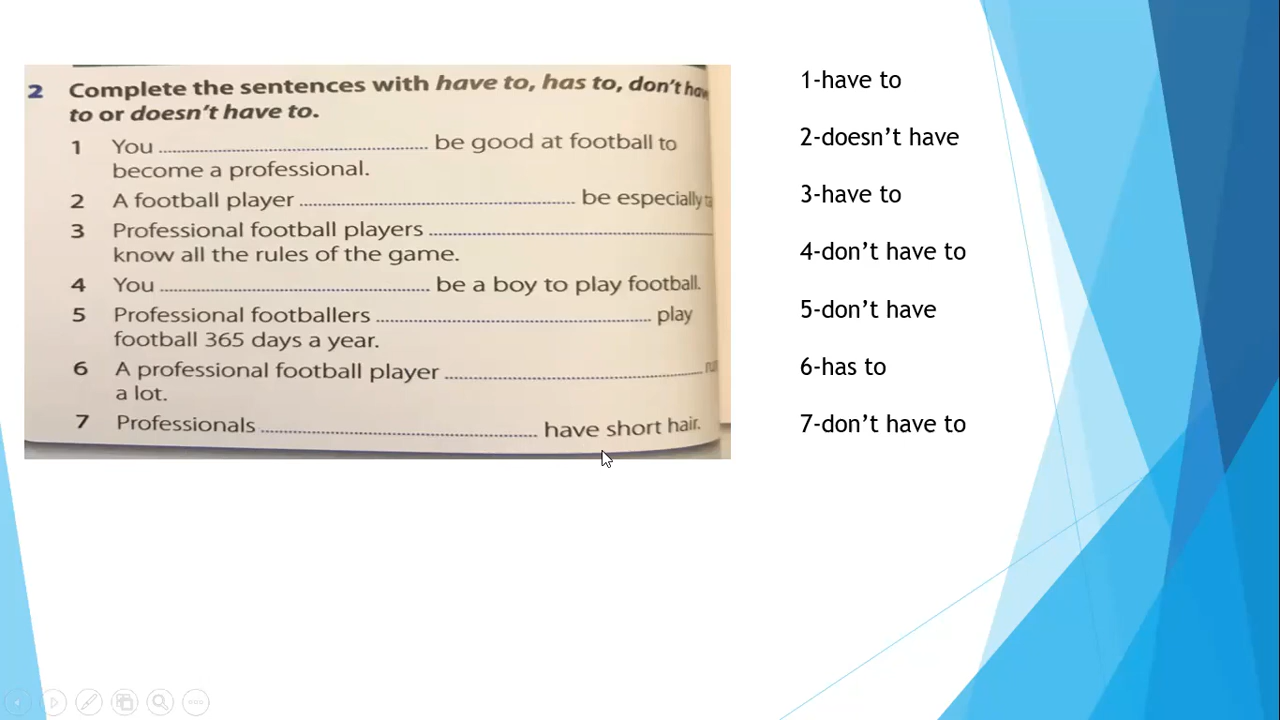 2 Complete the sentences with have to, has to, don't hav
to or doesn't have to.
1 You ............ be good at football to
become a professional.
2 A football player ............ be especially
3 Professional football players ............
know all the rules of the game.
4 You ............ be a boy to play football.
5 Professional footballers ............ play
football 365 days a year.
6 A professional football player ............
a lot.
7 Professionals ............ have short hair.
1-have to
2-doesn’t have
3-have to
4-don’t have to
5-don’t have
6-has to
7-don’t have to